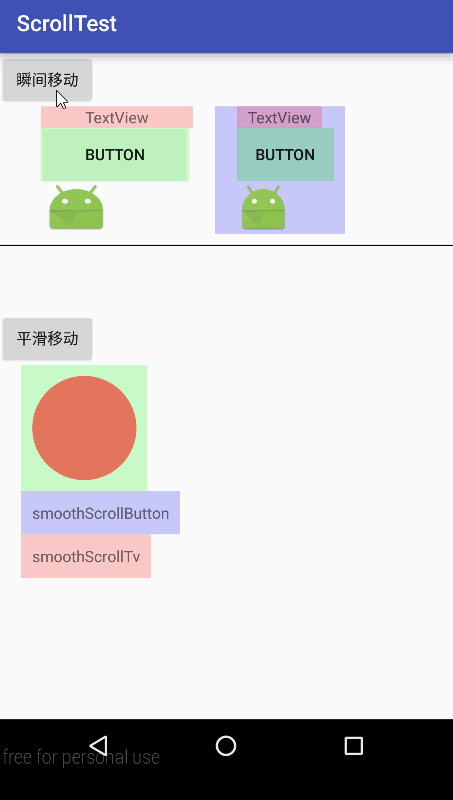 ScrollTest
瞬间移动
TextView
TextView
BUTTON
BUTTON
平滑移动
smoothScrollButton
smoothScrollTv
free for personal use